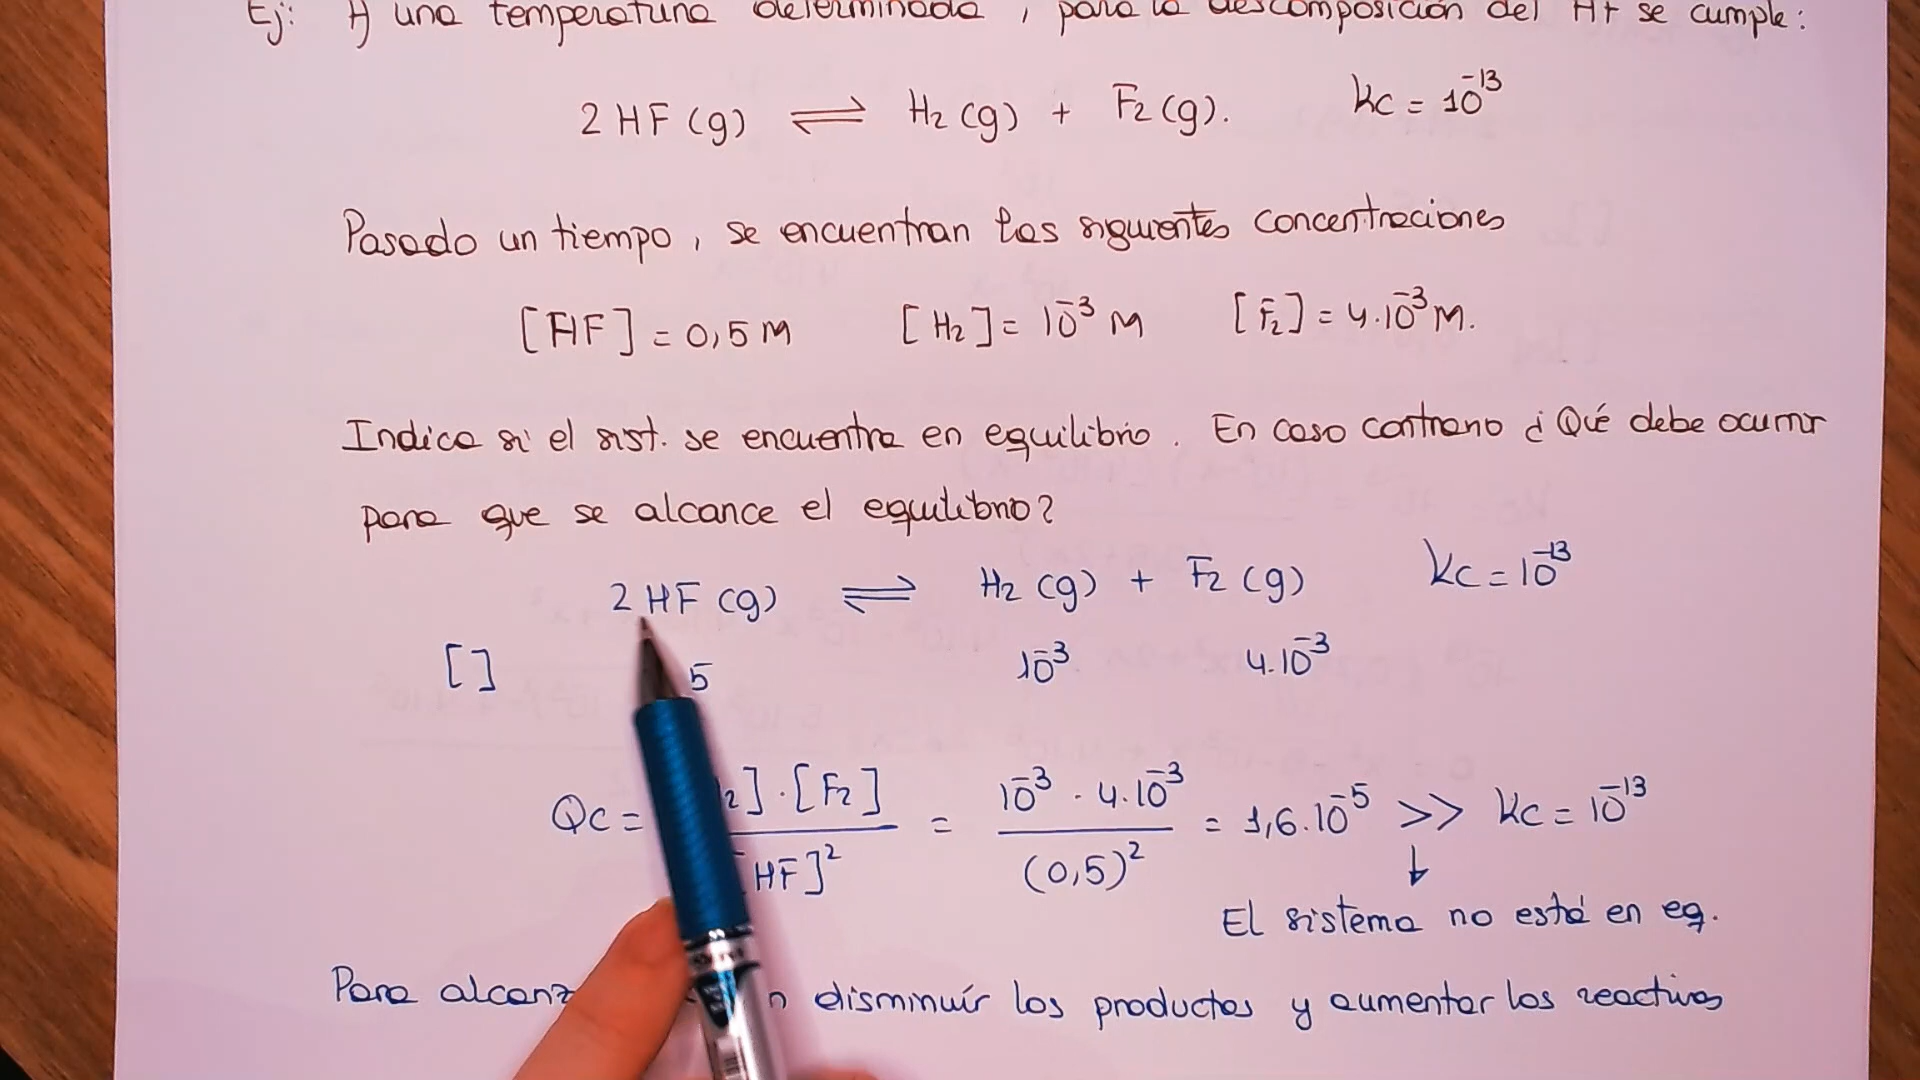 Ej: A una temperatura determinada, para la descomposición del HF se cumple:
2 HF (g) ⇌ H₂ (g) + F₂ (g). Kc = 10⁻¹³
Pasado un tiempo, se encuentran las siguientes concentraciones
[HF] = 0,5 M [H₂] = 10⁻³ M [F₂] = 4·10⁻³ M.
Indica si el sist. se encuentra en equilibrio. En caso contrario ¿Qué debe ocurrir
para que se alcance el equilibrio?
2 HF (g) ⇌ H₂ (g) + F₂ (g) Kc = 10⁻¹³
[] 5 10⁻³ 4·10⁻³
Qc = ₂]·[F₂] / [HF]² = 10⁻³ · 4·10⁻³ / (0,5)² = 1,6·10⁻⁵ >> Kc = 10⁻¹³
↓
El sistema no está en eq.
Para disminuír los productos y aumentar los reactivos